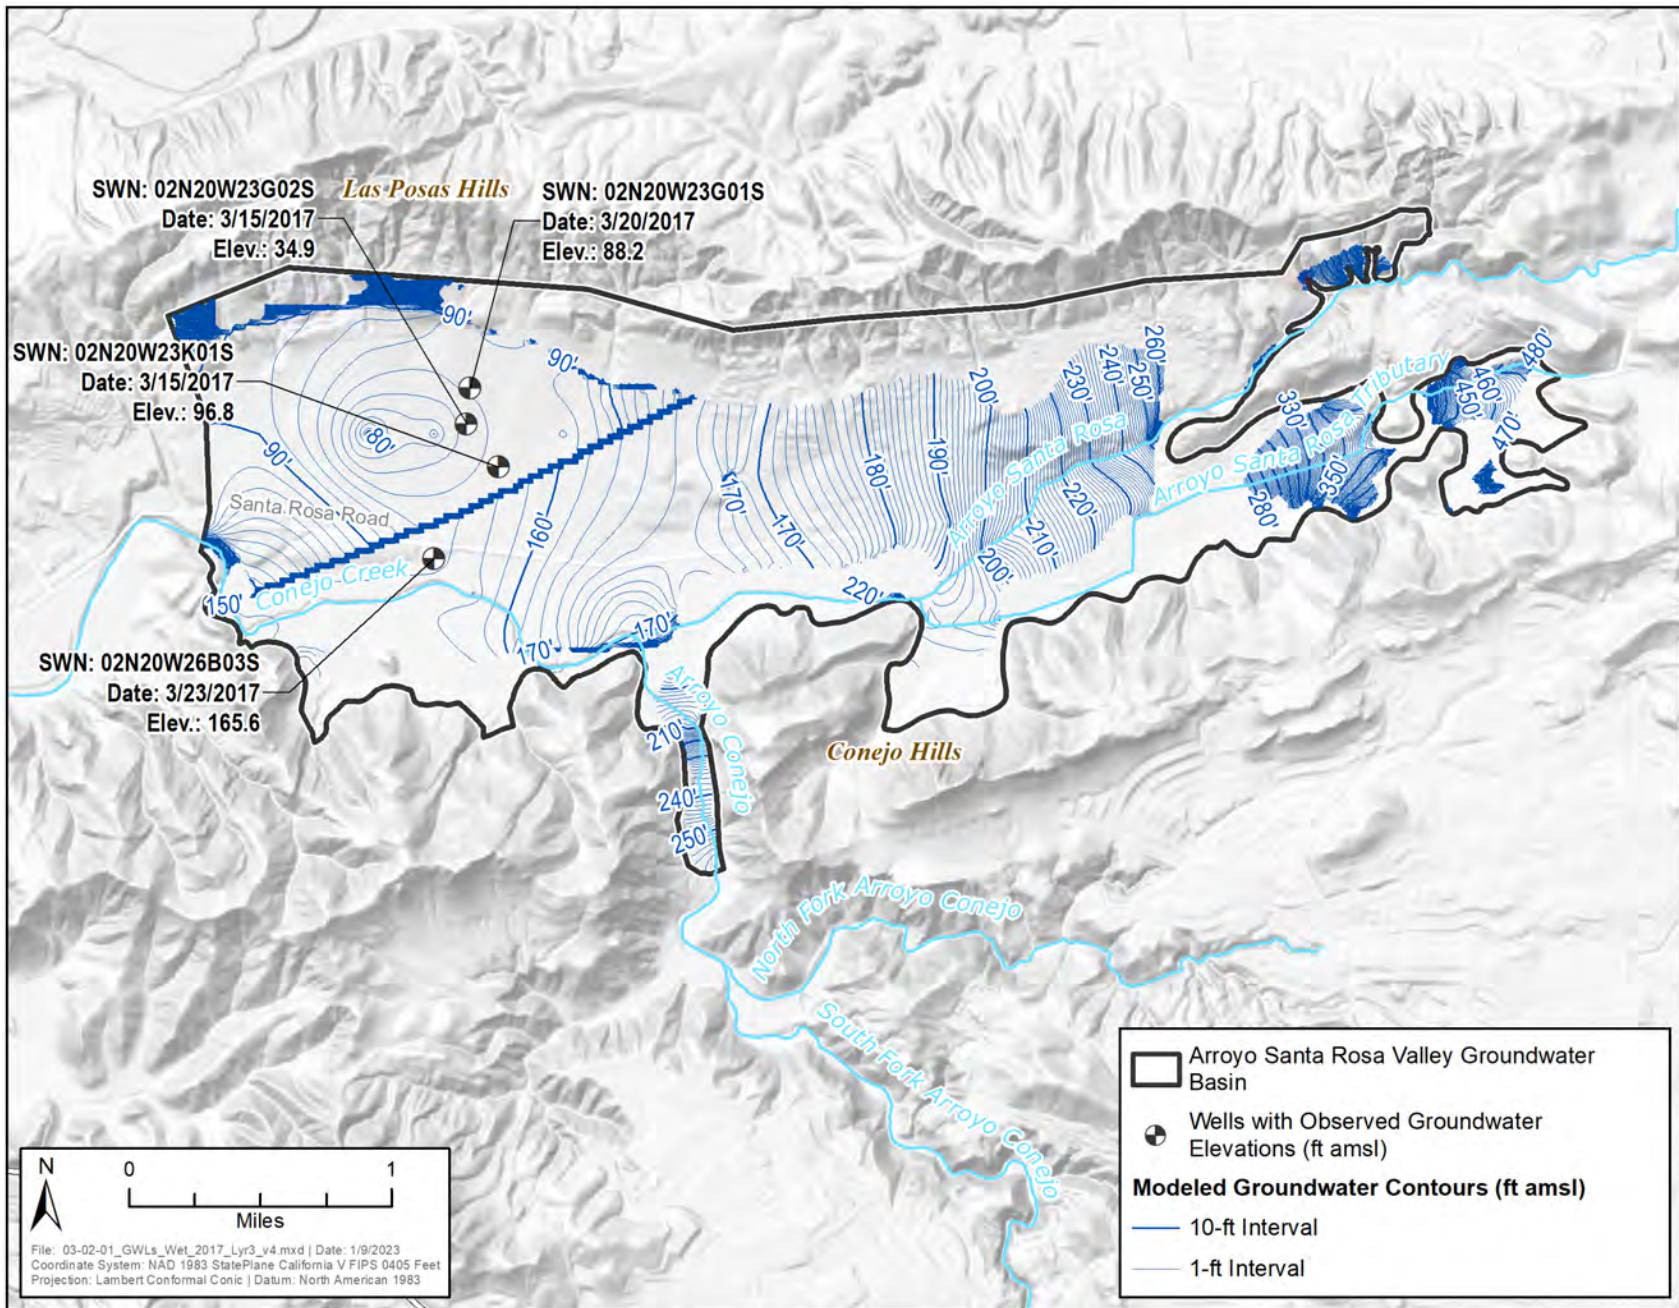 SWN: 02N20W23G02S
Date: 3/15/2017
Elev.: 34.9
Las Posas Hills
SWN: 02N20W23G01S
Date: 3/20/2017
Elev.: 88.2
SWN: 02N20W23K01S
Date: 3/15/2017
Elev.: 96.8
90'
90'
80'
90'
Santa Rosa Road
Conejo Creek
150'
160'
170'
170'
170'
170'
180'
190'
200'
230'
240'
250'
260'
Arroyo Santa Rosa
220'
210'
200'
220'
Arroyo Santa Rosa Tributary
330'
350'
280'
480'
460'
450'
470'
SWN: 02N20W26B03S
Date: 3/23/2017
Elev.: 165.6
Arroyo Conejo
210'
240'
250'
Conejo Hills
North Fork Arroyo Conejo
South Fork Arroyo Conejo
N
0 1
Miles
File: 03-02-01_GWLs_Wet_2017_Lyr3_v4.mxd | Date: 1/9/2023
Coordinate System: NAD 1983 StatePlane California V FIPS 0405 Feet
Projection: Lambert Conformal Conic | Datum: North American 1983
Arroyo Santa Rosa Valley Groundwater
Basin
Wells with Observed Groundwater
Elevations (ft amsl)
Modeled Groundwater Contours (ft amsl)
10-ft Interval
1-ft Interval